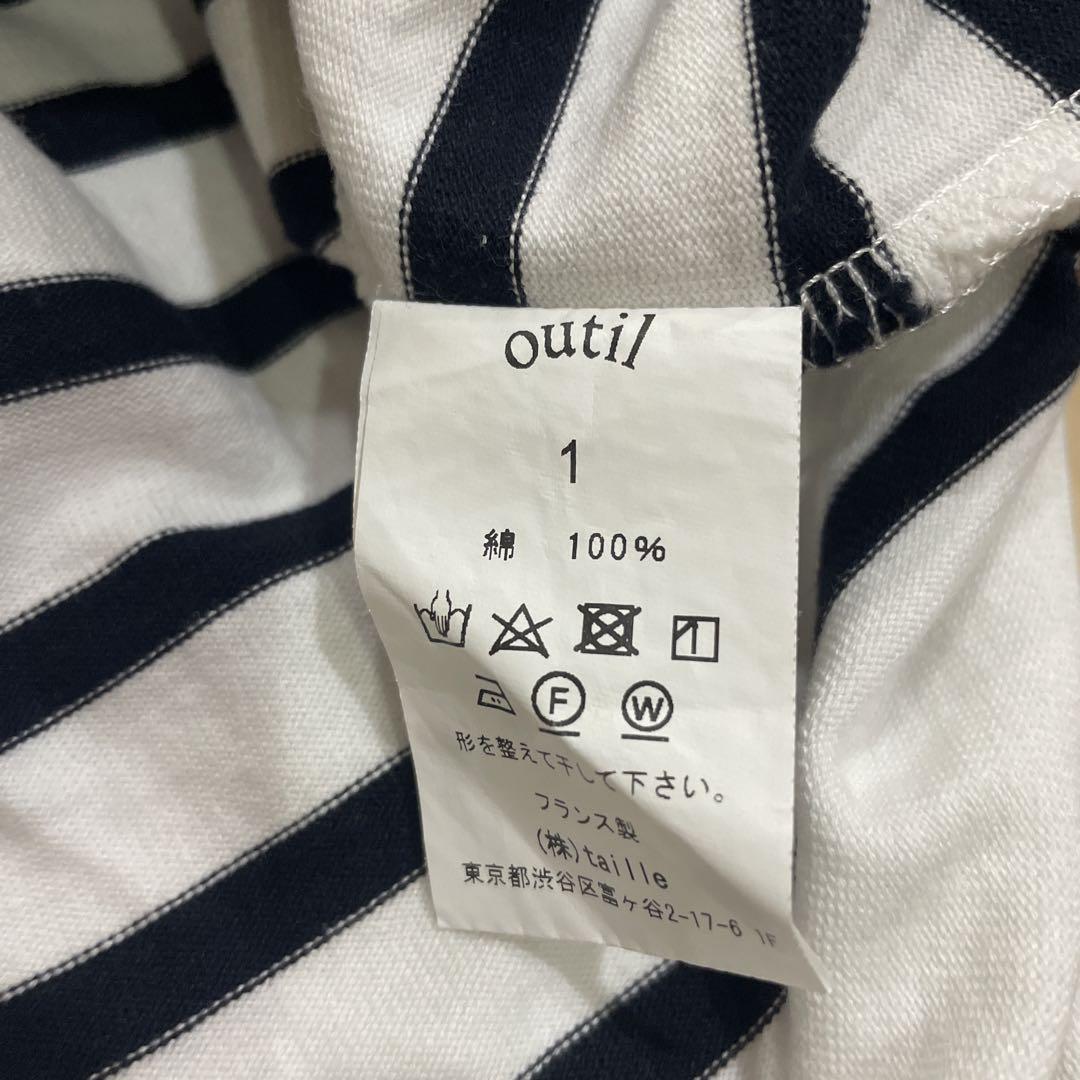 outil
1
綿 100%
F W
形を整えて干して下さい。
フランス製
(株)taille
東京都渋谷区富ヶ谷2-17-6 1F